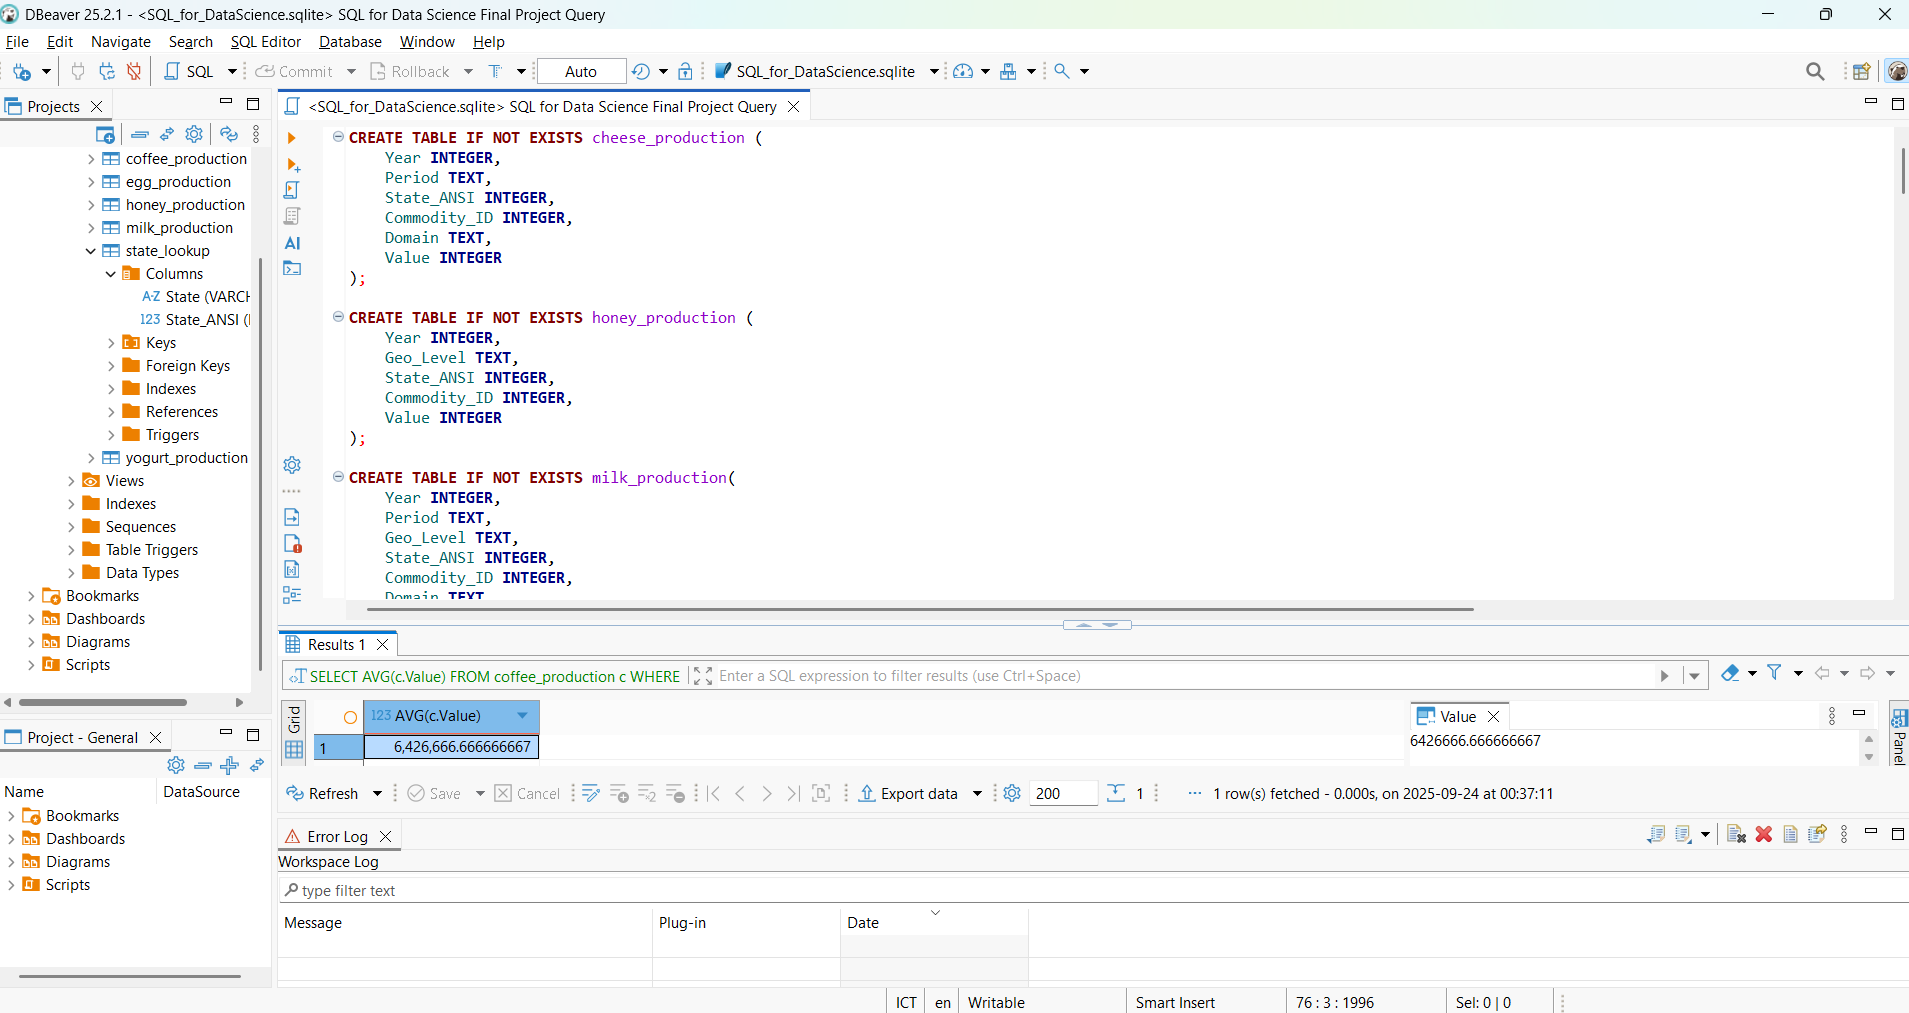 DBeaver 25.2.1 - <SQL_for_DataScience.sqlite> SQL for Data Science Final Project Query
File Edit Navigate Search SQL Editor Database Window Help
SQL Commit Rollback T Auto SQL_for_DataScience.sqlite
Projects
coffee_production
egg_production
honey_production
milk_production
state_lookup
Columns
A-Z State (VARCH
123 State_ANSI (I
Keys
Foreign Keys
Indexes
References
Triggers
yogurt_production
Views
Indexes
Sequences
Table Triggers
Data Types
Bookmarks
Dashboards
Diagrams
Scripts
Project - General
Name DataSource
Bookmarks
Dashboards
Diagrams
Scripts
<SQL_for_DataScience.sqlite> SQL for Data Science Final Project Query
AI
CREATE TABLE IF NOT EXISTS cheese_production (
Year INTEGER,
Period TEXT,
State_ANSI INTEGER,
Commodity_ID INTEGER,
Domain TEXT,
Value INTEGER
);
CREATE TABLE IF NOT EXISTS honey_production (
Year INTEGER,
Geo_Level TEXT,
State_ANSI INTEGER,
Commodity_ID INTEGER,
Value INTEGER
);
CREATE TABLE IF NOT EXISTS milk_production(
Year INTEGER,
Period TEXT,
Geo_Level TEXT,
State_ANSI INTEGER,
Commodity_ID INTEGER,
Domain TEXT
Results 1
SELECT AVG(c.Value) FROM coffee_production c WHERE Enter a SQL expression to filter results (use Ctrl+Space)
Grid
123 AVG(c.Value)
1 6,426,666.666666667
Value
6426666.666666667
Panel
Refresh Save Cancel Export data 200 1 ··· 1 row(s) fetched - 0.000s, on 2025-09-24 at 00:37:11
Error Log
Workspace Log
type filter text
Message Plug-in Date
ICT en Writable Smart Insert 76 : 3 : 1996 Sel: 0 | 0